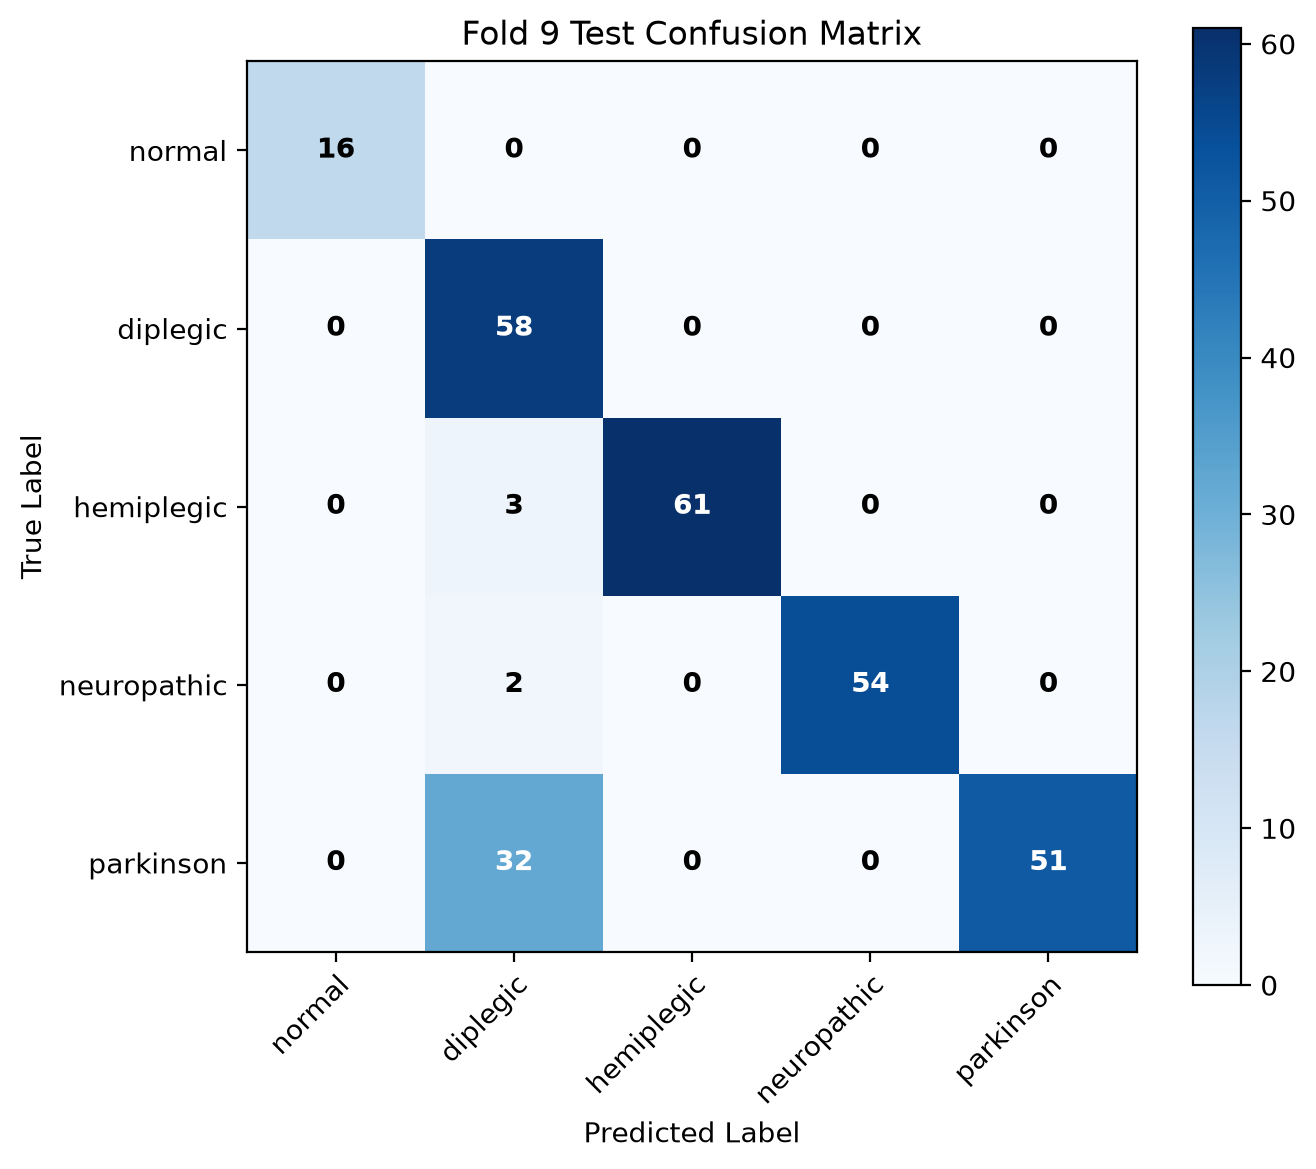 Fold 9 Test Confusion Matrix
True Label
normal 16 0 0 0 0
diplegic 0 58 0 0 0
hemiplegic 0 3 61 0 0
neuropathic 0 2 0 54 0
parkinson 0 32 0 0 51
normal diplegic hemiplegic neuropathic parkinson
Predicted Label
60
50
40
30
20
10
0